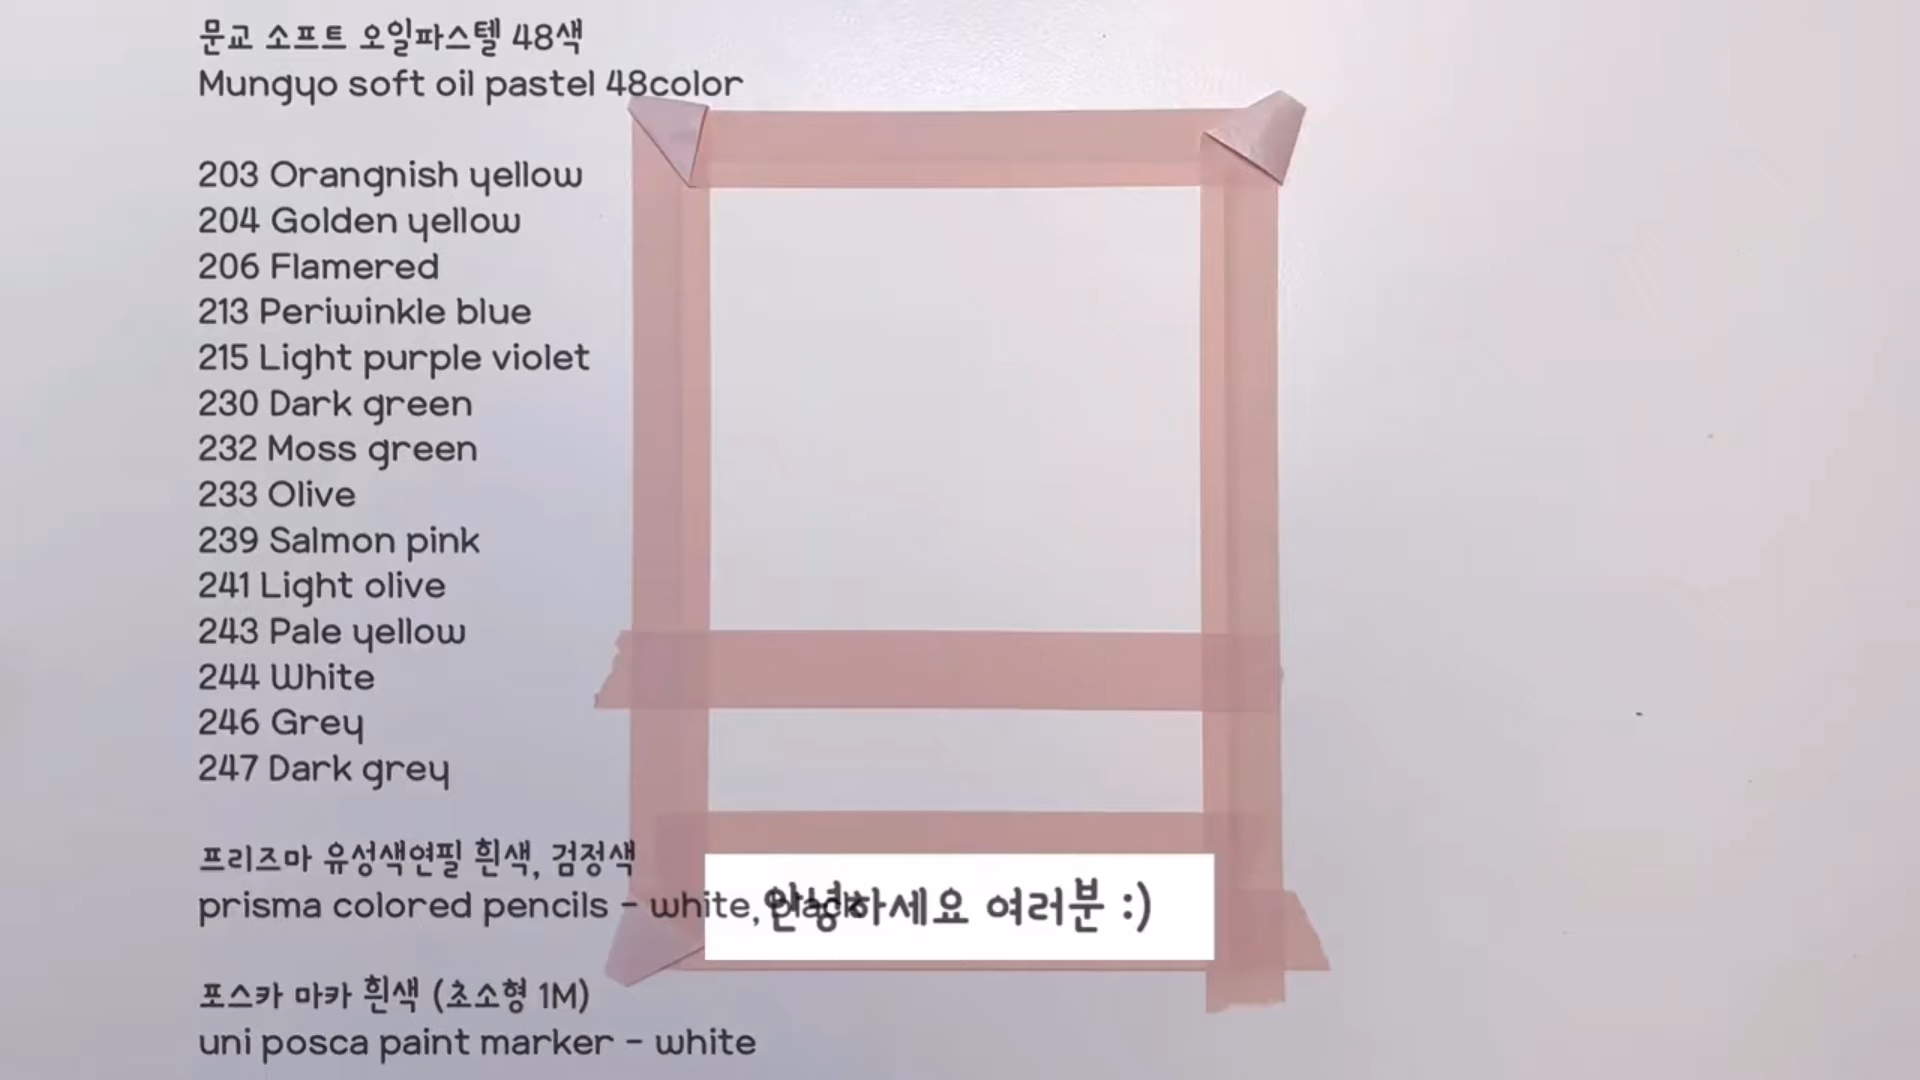 문교 소프트 오일파스텔 48색
Mungyo soft oil pastel 48color
203 Orangnish yellow
204 Golden yellow
206 Flamered
213 Periwinkle blue
215 Light purple violet
230 Dark green
232 Moss green
233 Olive
239 Salmon pink
241 Light olive
243 Pale yellow
244 White
246 Grey
247 Dark grey
프리즈마 유성색연필 흰색, 검정색
prisma colored pencils - white, black
안녕하세요 여러분 :)
포스카 마카 흰색 (초소형 1M)
uni posca paint marker - white